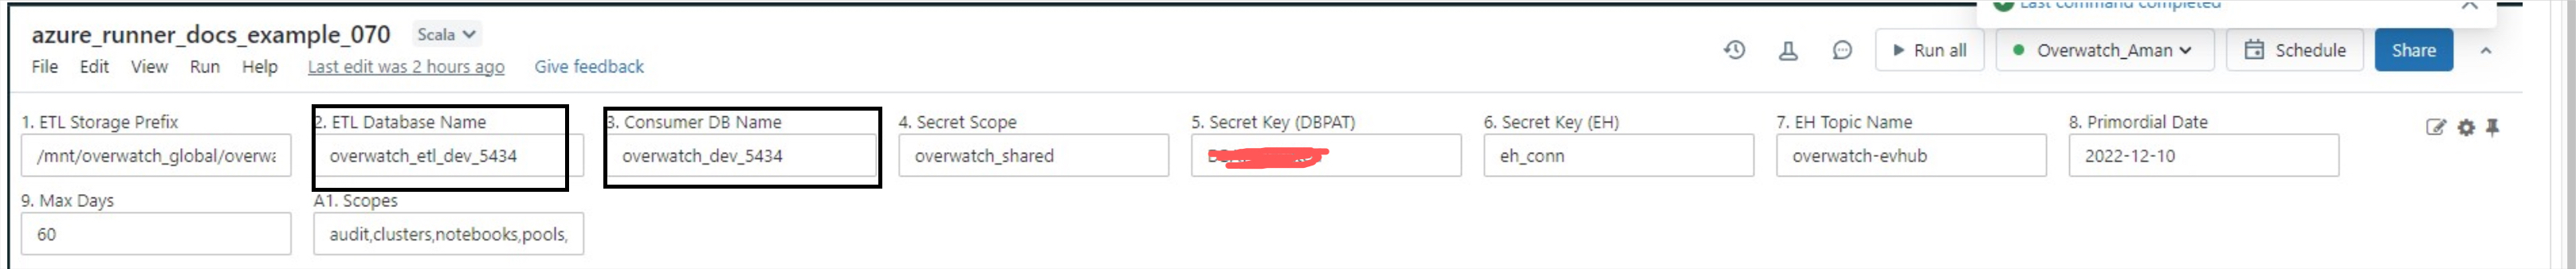 Last command completed
azure_runner_docs_example_070 Scala
Run all Overwatch_Aman Schedule Share
File Edit View Run Help Last edit was 2 hours ago Give feedback
1. ETL Storage Prefix 2. ETL Database Name 3. Consumer DB Name 4. Secret Scope 5. Secret Key (DBPAT) 6. Secret Key (EH) 7. EH Topic Name 8. Primordial Date
/mnt/overwatch_global/overwa overwatch_etl_dev_5434 overwatch_dev_5434 overwatch_shared eh_conn overwatch-evhub 2022-12-10
9. Max Days A1. Scopes
60 audit,clusters,notebooks,pools,